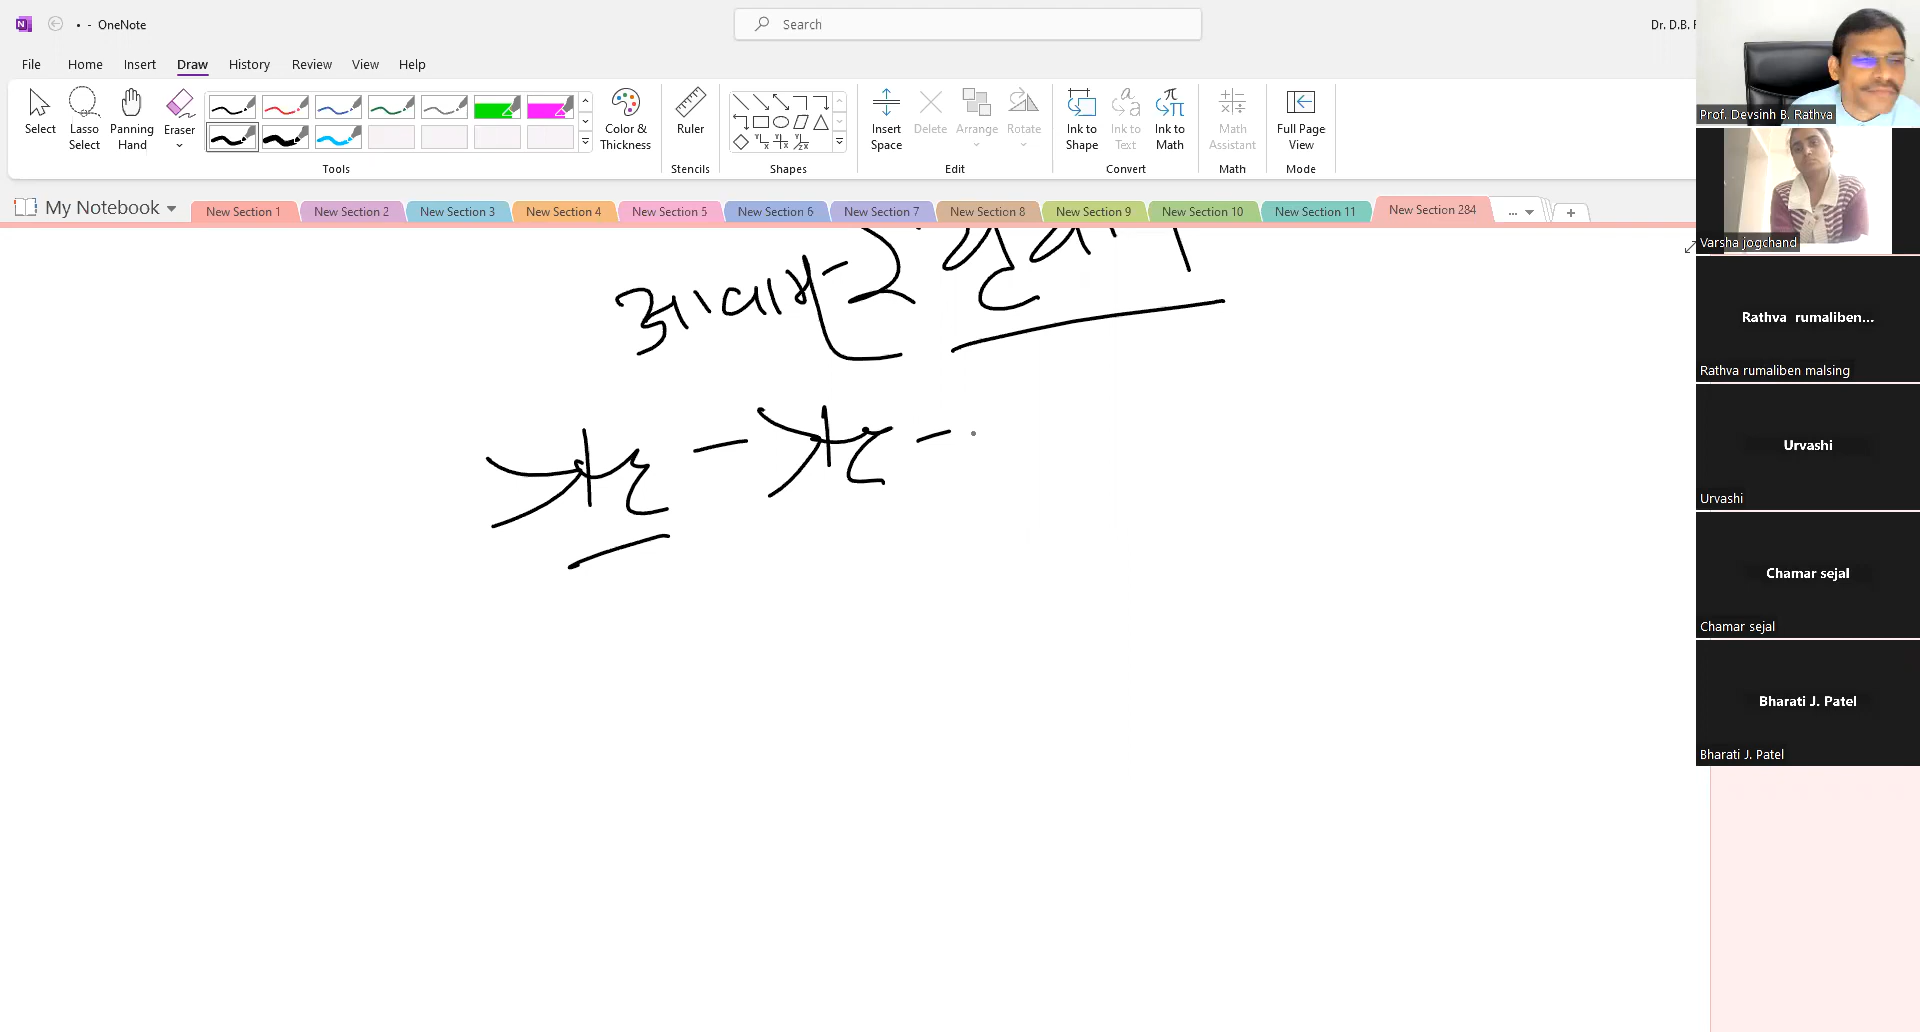 • - OneNote
Search
Dr. D.B.
File Home Insert Draw History Review View Help
Select
Lasso Select
Panning Hand
Eraser
Color & Thickness
Ruler
Insert Space
Delete
Arrange
Rotate
Ink to Shape
Ink to Text
Ink to Math
Math Assistant
Full Page View
Tools Stencils Shapes Edit Convert Math Mode
My Notebook New Section 1 New Section 2 New Section 3 New Section 4 New Section 5 New Section 6 New Section 7 New Section 8 New Section 9 New Section 10 New Section 11 New Section 284 ... +
Prof. Devsinh B. Rathva
Varsha jogchand
Rathva rumaliben...
Rathva rumaliben malsing
Urvashi
Urvashi
Chamar sejal
Chamar sejal
Bharati J. Patel
Bharati J. Patel